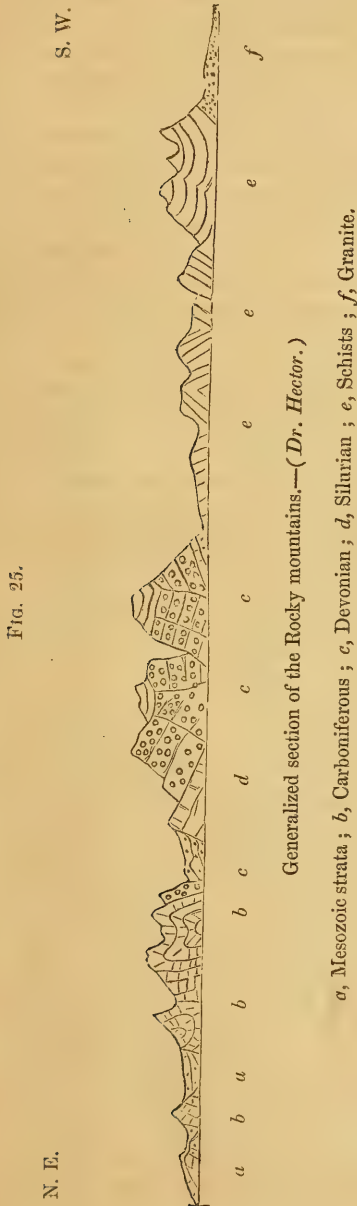 Fig. 25.
N. E.
S. W.
a b a b b c d c c e e e f
Generalized section of the Rocky mountains.—(Dr. Hector.)
a, Mesozoic strata; b, Carboniferous; c, Devonian; d, Silurian; e, Schists; f, Granite.